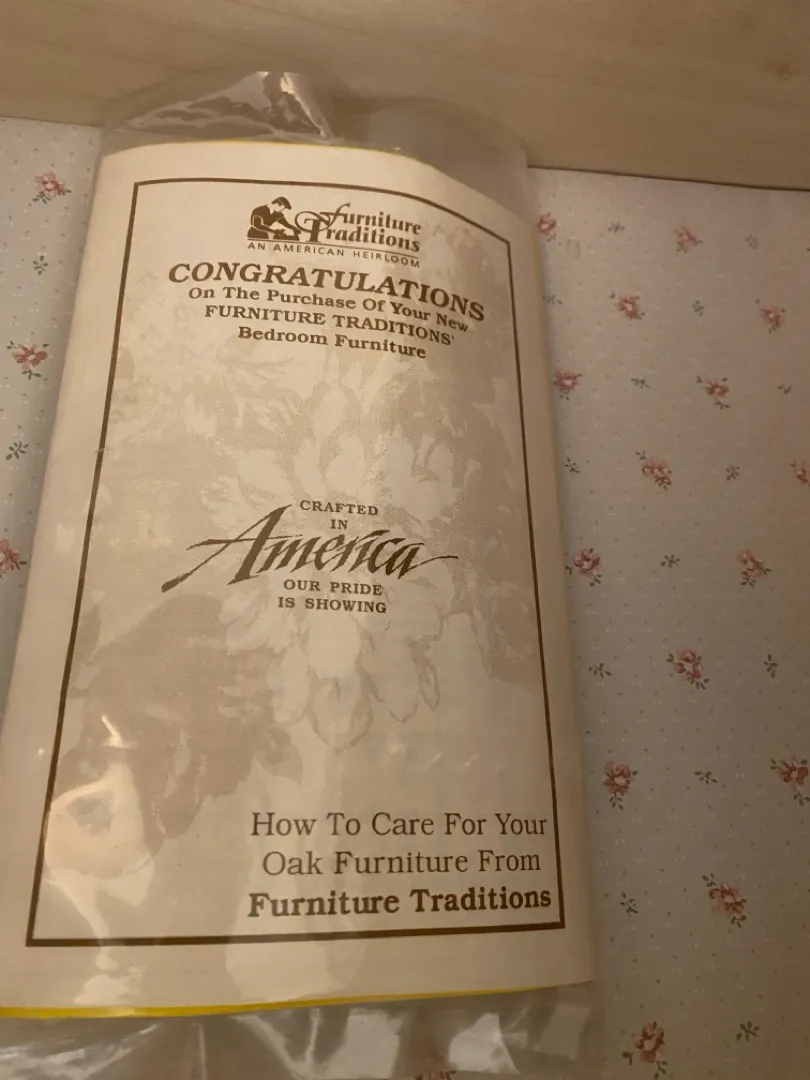 Furniture
Traditions
AN AMERICAN HEIRLOOM
CONGRATULATIONS
On The Purchase Of Your New
FURNITURE TRADITIONS'
Bedroom Furniture
CRAFTED
IN
America
OUR PRIDE
IS SHOWING
How To Care For Your
Oak Furniture From
Furniture Traditions